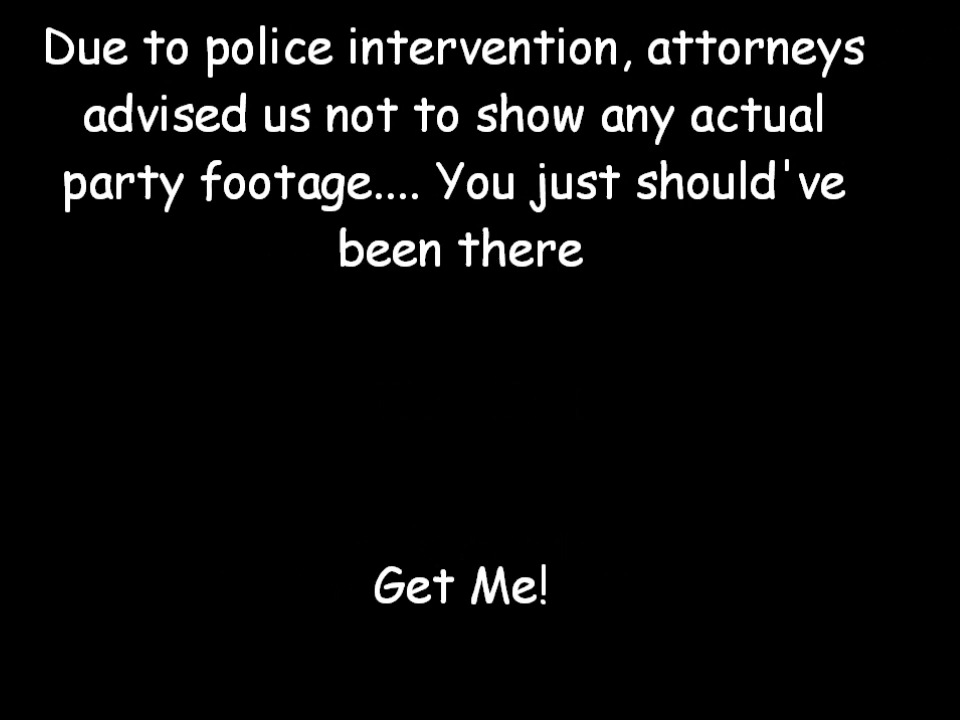 Due to police intervention, attorneys
advised us not to show any actual
party footage.... You just should've
been there
Get Me!